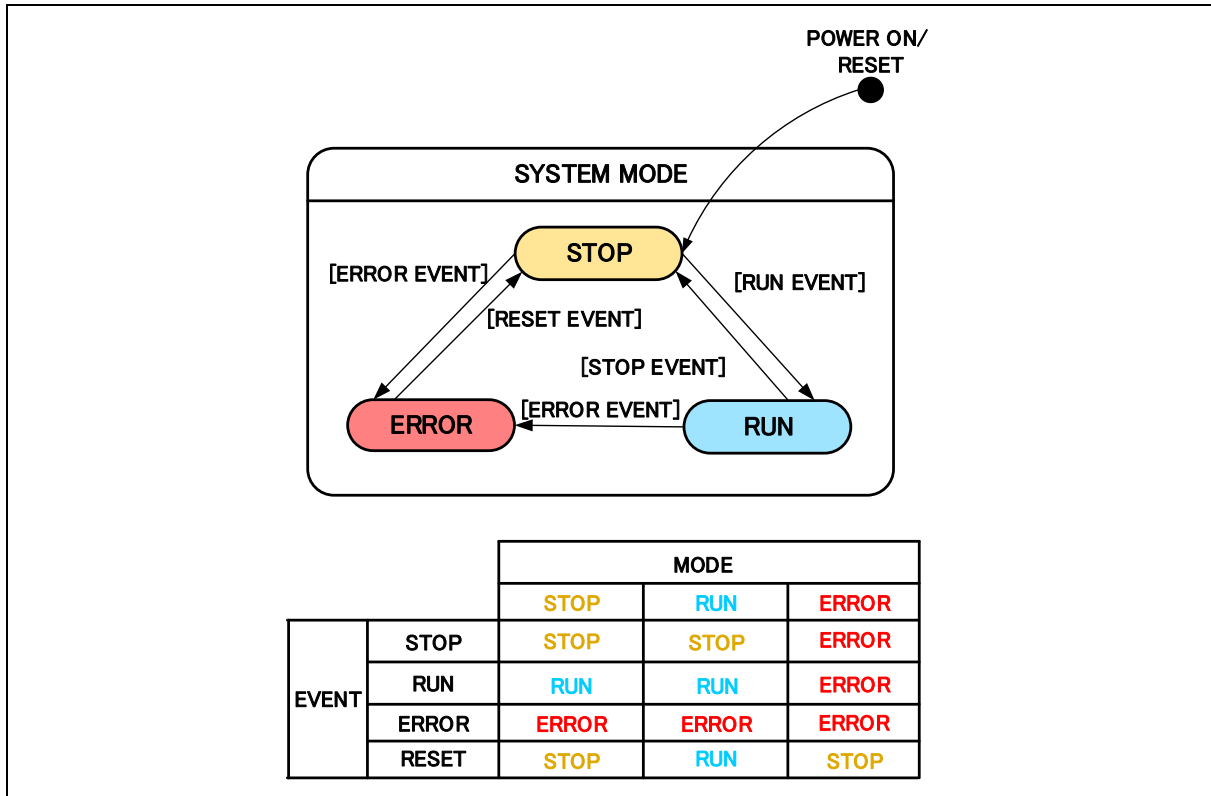 POWER ON/
RESET
SYSTEM MODE
STOP
[ERROR EVENT]
[RUN EVENT]
[RESET EVENT]
[STOP EVENT]
[ERROR EVENT]
ERROR
RUN
MODE
STOP RUN ERROR
EVENT
STOP STOP STOP ERROR
RUN RUN RUN ERROR
ERROR ERROR ERROR ERROR
RESET STOP RUN STOP